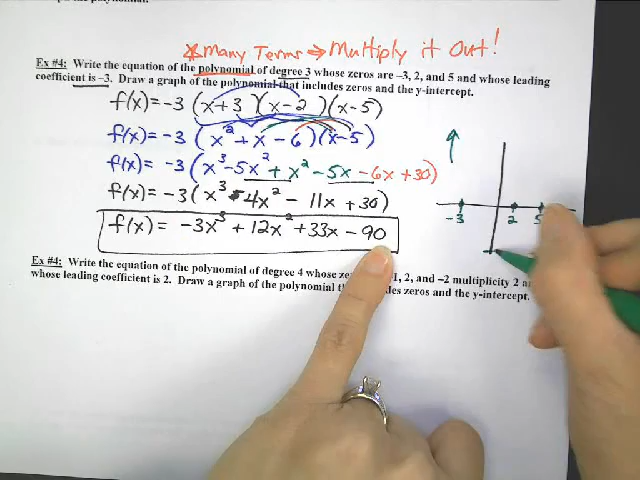 *Many Terms → Multiply it Out!
Ex #4: Write the equation of the polynomial of degree 3 whose zeros are –3, 2, and 5 and whose leading
coefficient is –3. Draw a graph of the polynomial that includes zeros and the y-intercept.
f(x) = -3 (x+3)(x-2)(x-5)
f(x) = -3 (x² + x - 6)(x-5)
f(x) = -3 (x³ - 5x² + x² - 5x - 6x + 30)
f(x) = -3 (x³ - 4x² - 11x + 30)
f(x) = -3x³ + 12x² + 33x - 90
-3 2 5
Ex #4: Write the equation of the polynomial of degree 4 whose 1, 2, and –2 multiplicity 2
whose leading coefficient is 2. Draw a graph of the polynomial zeros and the y-intercept.